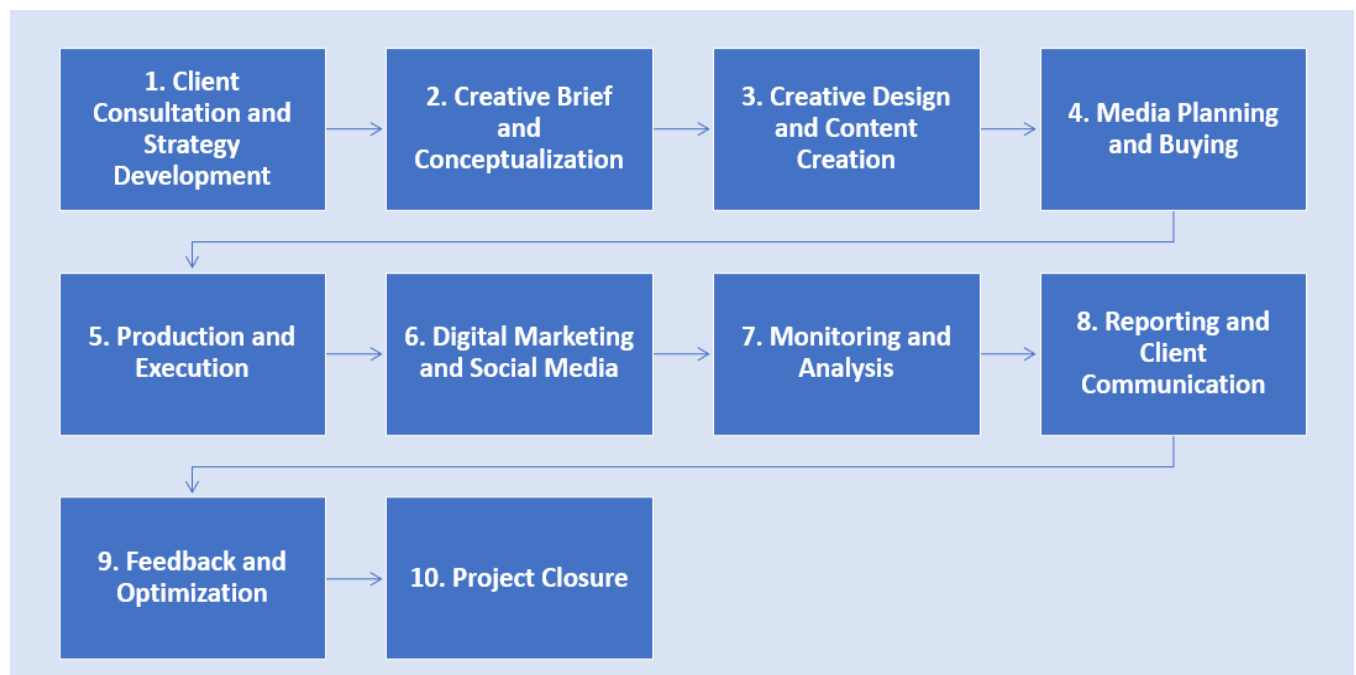 1. Client
Consultation and
Strategy
Development
2. Creative Brief
and
Conceptualization
3. Creative Design
and Content
Creation
4. Media Planning
and Buying
5. Production and
Execution
6. Digital Marketing
and Social Media
7. Monitoring and
Analysis
8. Reporting and
Client
Communication
9. Feedback and
Optimization
10. Project Closure